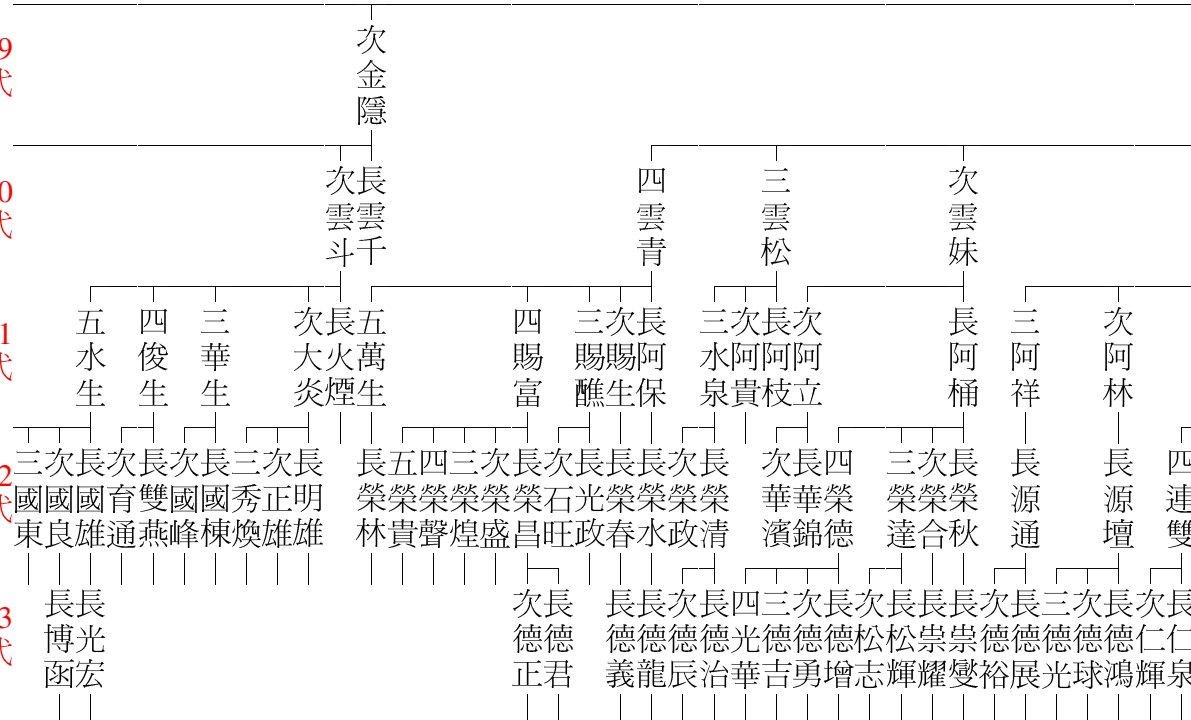 9代
次金隱
0代
長雲千
次雲斗
次雲妹
三雲松
四雲青
1代
次阿林
三阿祥
長阿桶
次阿立
長阿枝
次阿貴
三水泉
長阿保
次賜生
三賜醮
四賜富
五萬生
長火煙
次大炎
三華生
四俊生
五水生
2代
四連雙
長源壇
長源通
長榮秋
次榮合
三榮達
四榮德
長華錦
次華濱
長榮清
次榮政
長榮水
長榮春
長光政
次石旺
長榮昌
次榮盛
三榮煌
四榮聲
五榮貴
長榮林
長明雄
次正雄
三秀煥
長國棟
次國峰
長雙燕
次育通
長國雄
次國良
三國東
3代
長仁泉
次仁輝
長德鴻
次德球
三德光
長德展
次德裕
長崇燮
長崇耀
長松輝
次松志
長德增
次德勇
三德吉
四光華
長德治
次德辰
長德龍
長德義
長德君
次德正
長光宏
長博函